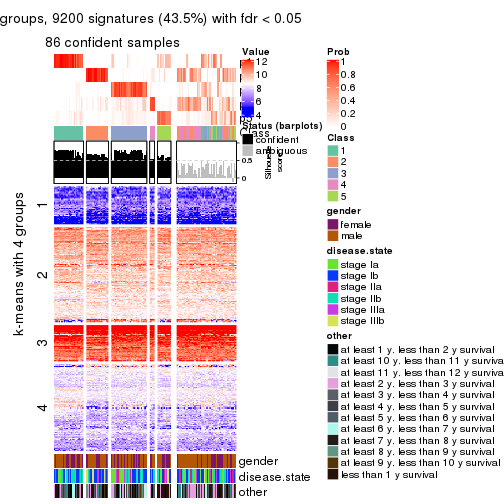 groups, 9200 signatures (43.5%) with fdr < 0.05
86 confident samples
Value
12
10
8
6
4
Prob
1
0.8
0.6
0.4
0.2
0
Status (barplots)
confident
ambiguous
Class
Class
1
2
3
4
5
1
0.5
0
Silhouette
score
gender
female
male
disease.state
stage Ia
stage Ib
stage IIa
stage IIb
stage IIIa
stage IIIb
other
at least 1 y. less than 2 y survival
at least 10 y. less than 11 y surviva
at least 11 y. less than 12 y surviva
at least 2 y. less than 3 y survival
at least 3 y. less than 4 y survival
at least 4 y. less than 5 y survival
at least 5 y. less than 6 y survival
at least 6 y. less than 7 y survival
at least 7 y. less than 8 y survival
at least 8 y. less than 9 y survival
at least 9 y. less than 10 y survival
less than 1 y survival
k-means with 4 groups
1
2
3
4
gender
disease.state
other